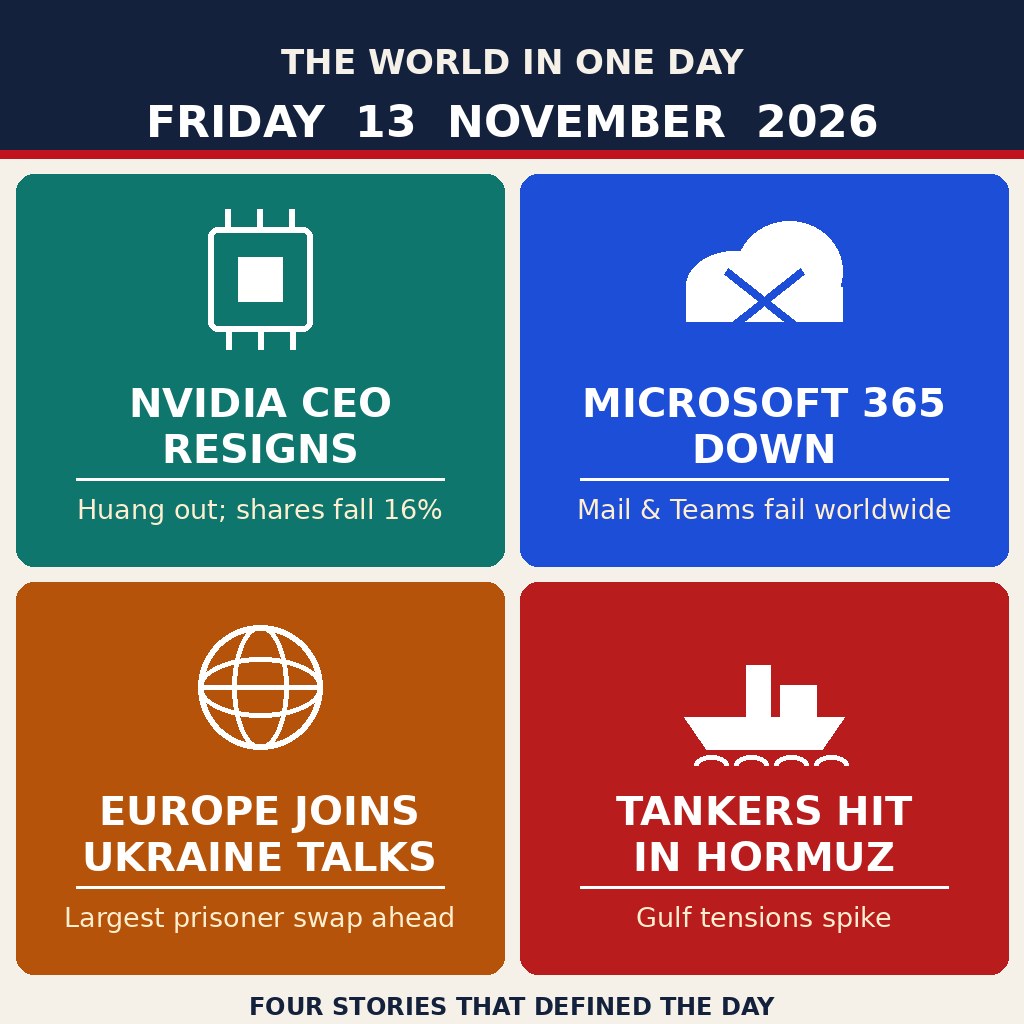 THE WORLD IN ONE DAY
FRIDAY 13 NOVEMBER 2026
NVIDIA CEO
RESIGNS
Huang out; shares fall 16%
MICROSOFT 365
DOWN
Mail & Teams fail worldwide
EUROPE JOINS
UKRAINE TALKS
Largest prisoner swap ahead
TANKERS HIT
IN HORMUZ
Gulf tensions spike
FOUR STORIES THAT DEFINED THE DAY